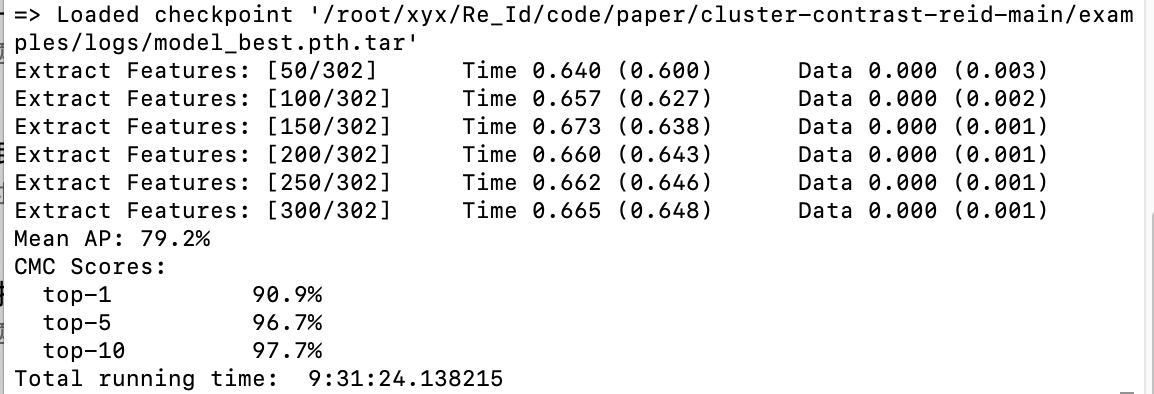 => Loaded checkpoint '/root/xyx/Re_Id/code/paper/cluster-contrast-reid-main/exam
ples/logs/model_best.pth.tar'
Extract Features: [50/302]	Time 0.640 (0.600)	Data 0.000 (0.003)
Extract Features: [100/302]	Time 0.657 (0.627)	Data 0.000 (0.002)
Extract Features: [150/302]	Time 0.673 (0.638)	Data 0.000 (0.001)
Extract Features: [200/302]	Time 0.660 (0.643)	Data 0.000 (0.001)
Extract Features: [250/302]	Time 0.662 (0.646)	Data 0.000 (0.001)
Extract Features: [300/302]	Time 0.665 (0.648)	Data 0.000 (0.001)
Mean AP: 79.2%
CMC Scores:
  top-1          90.9%
  top-5          96.7%
  top-10         97.7%
Total running time:  9:31:24.138215